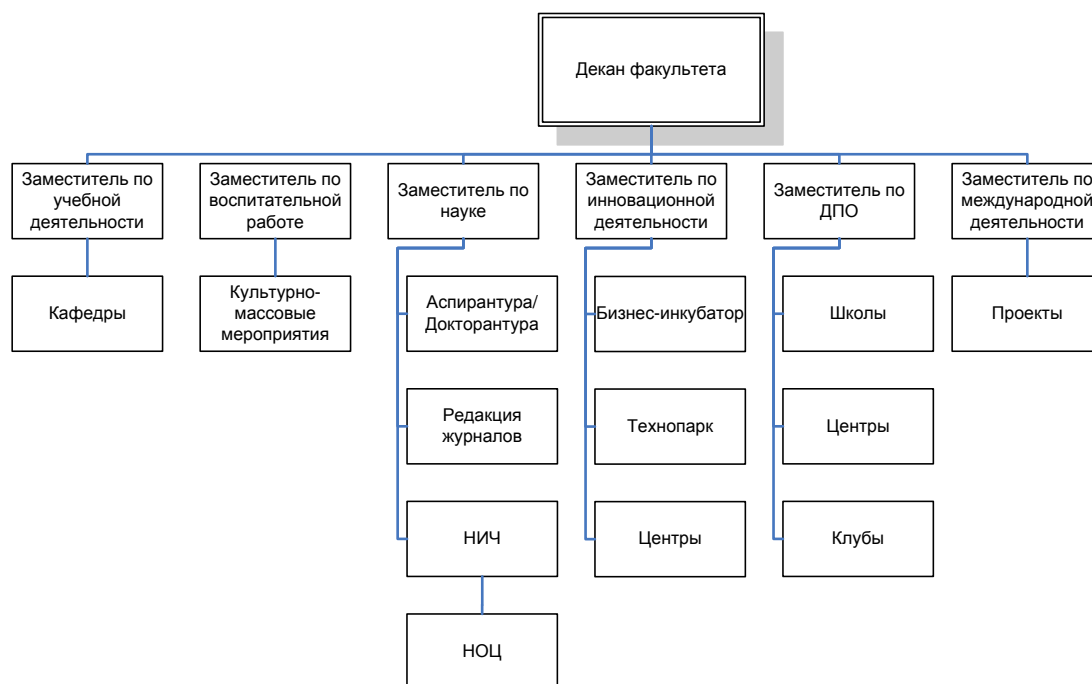 Декан факультета
Заместитель по
учебной
деятельности
Заместитель по
воспитательной
работе
Заместитель по
науке
Заместитель по
инновационной
деятельности
Заместитель по
ДПО
Заместитель по
международной
деятельности
Кафедры
Культурно-
массовые
мероприятия
Аспирантура/
Докторантура
Бизнес-инкубатор
Школы
Проекты
Редакция
журналов
Технопарк
Центры
НИЧ
Центры
Клубы
НОЦ